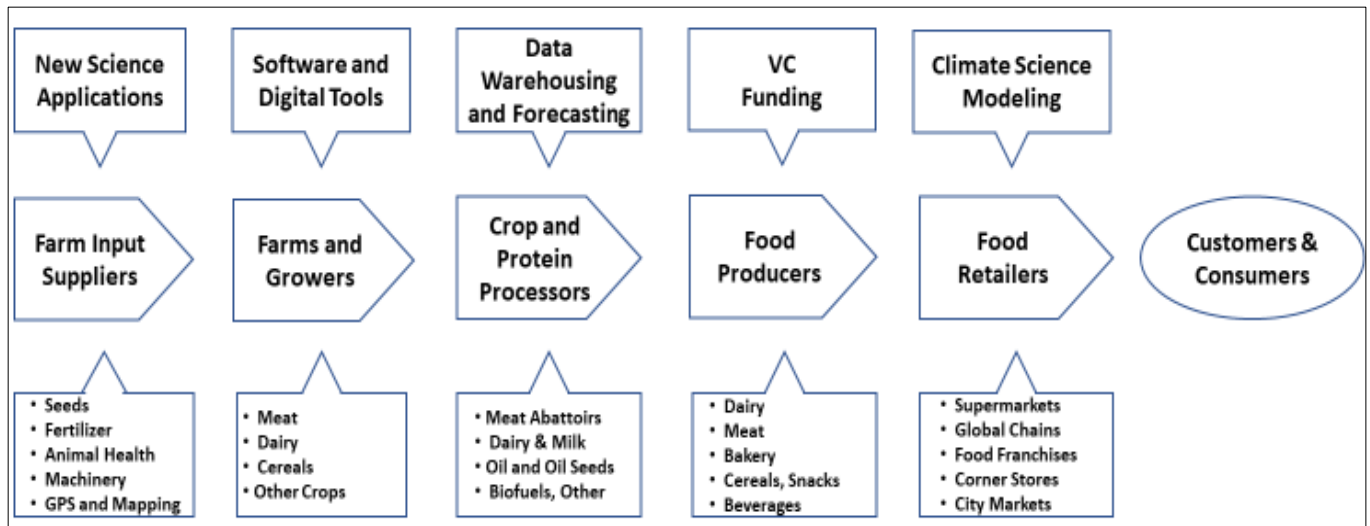 New Science
Applications
Software and
Digital Tools
Data
Warehousing
and Forecasting
VC
Funding
Climate Science
Modeling
Farm Input
Suppliers
Farms and
Growers
Crop and
Protein
Processors
Food
Producers
Food
Retailers
Customers &
Consumers
• Seeds
• Fertilizer
• Animal Health
• Machinery
• GPS and Mapping
• Meat
• Dairy
• Cereals
• Other Crops
• Meat Abattoirs
• Dairy & Milk
• Oil and Oil Seeds
• Biofuels, Other
• Dairy
• Meat
• Bakery
• Cereals, Snacks
• Beverages
• Supermarkets
• Global Chains
• Food Franchises
• Corner Stores
• City Markets